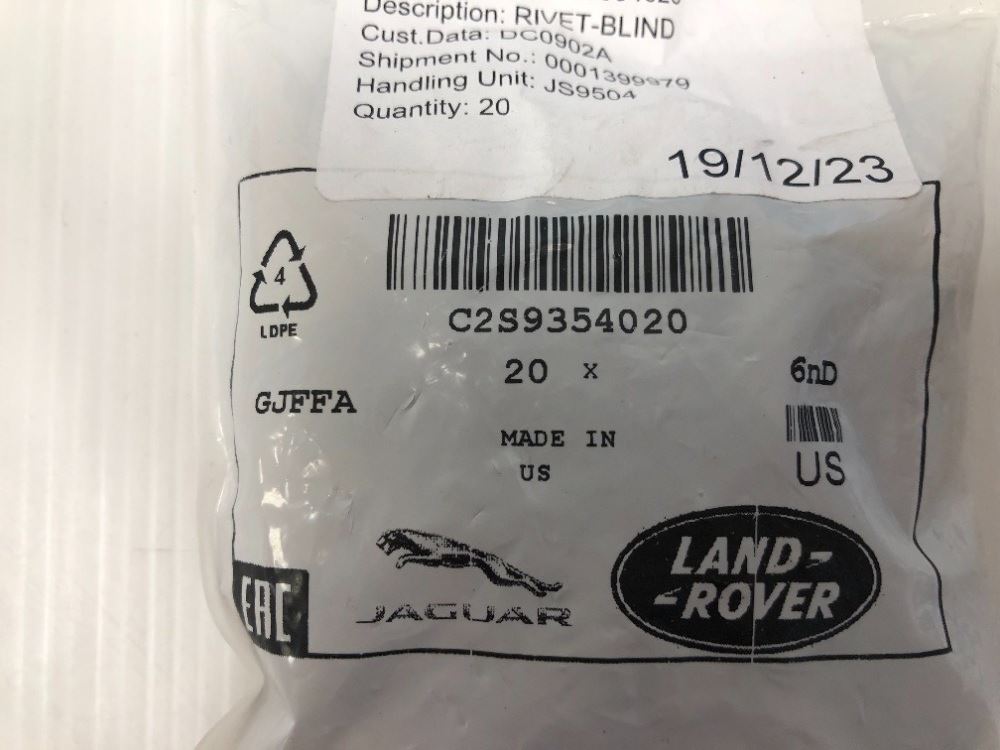 Description: RIVET-BLIND
Cust.Data: DC0902A
Shipment No.: 0001399979
Handling Unit: JS9504
Quantity: 20
19/12/23
4
LDPE
C2S9354020
20 x
6nD
GJFFA
MADE IN
US
US
EAC
JAGUAR
LAND-
-ROVER